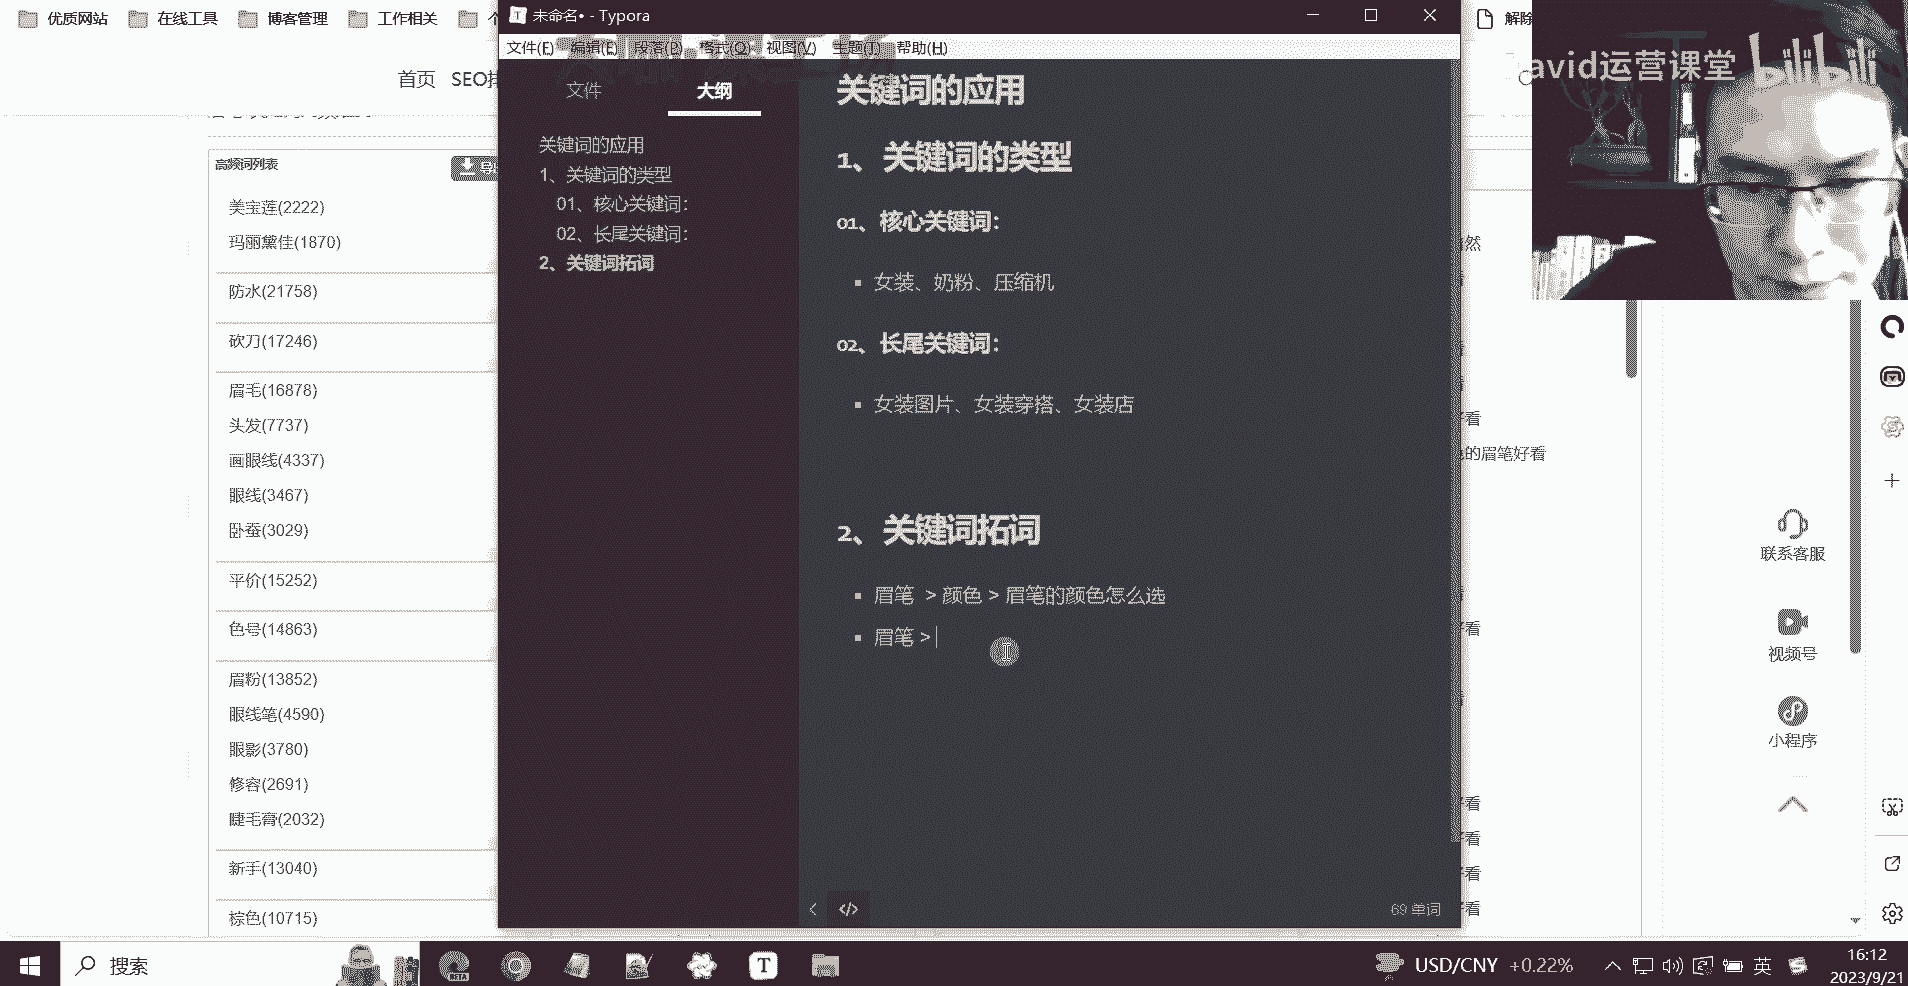 优质网站
在线工具
博客管理
工作相关
未命名• - Typora
解除
文件(F) 编辑(E) 段落(P) 格式(O) 视图(V) 主题(T) 帮助(H)
avid运营课堂
bilibili
首页 SEO
文件
大纲
关键词的应用
1、关键词的类型
01、核心关键词：
02、长尾关键词：
2、关键词拓词
高频词列表
美宝莲(2222)
玛丽黛佳(1870)
防水(21758)
砍刀(17246)
眉毛(16878)
头发(7737)
画眼线(4337)
眼线(3467)
卧蚕(3029)
平价(15252)
色号(14863)
眉粉(13852)
眼线笔(4590)
眼影(3780)
修容(2691)
睫毛膏(2032)
新手(13040)
棕色(10715)
关键词的应用
1、 关键词的类型
01、核心关键词：
女装、奶粉、压缩机
02、长尾关键词：
女装图片、女装穿搭、女装店
2、 关键词拓词
眉笔 > 颜色 > 眉笔的颜色怎么选
眉笔 >
69 单词
然
看
的眉笔好看
看
好看
好看
看
看
联系客服
视频号
小程序
搜索
USD/CNY +0.22%
英
16:12
2023/9/21